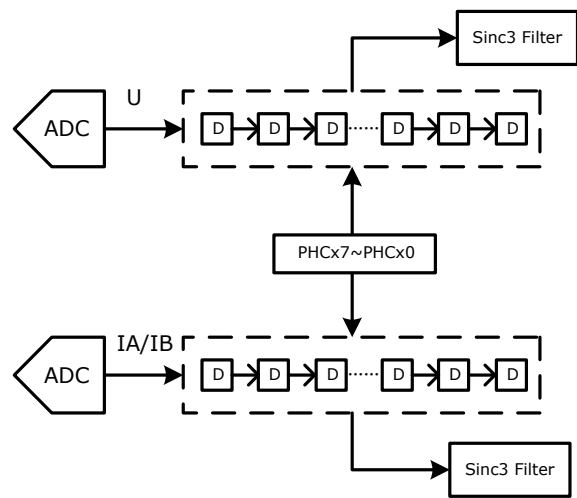 Sinc3 Filter
U
ADC
D D D D D D
PHCx7~PHCx0
IA/IB
ADC
D D D D D D
Sinc3 Filter